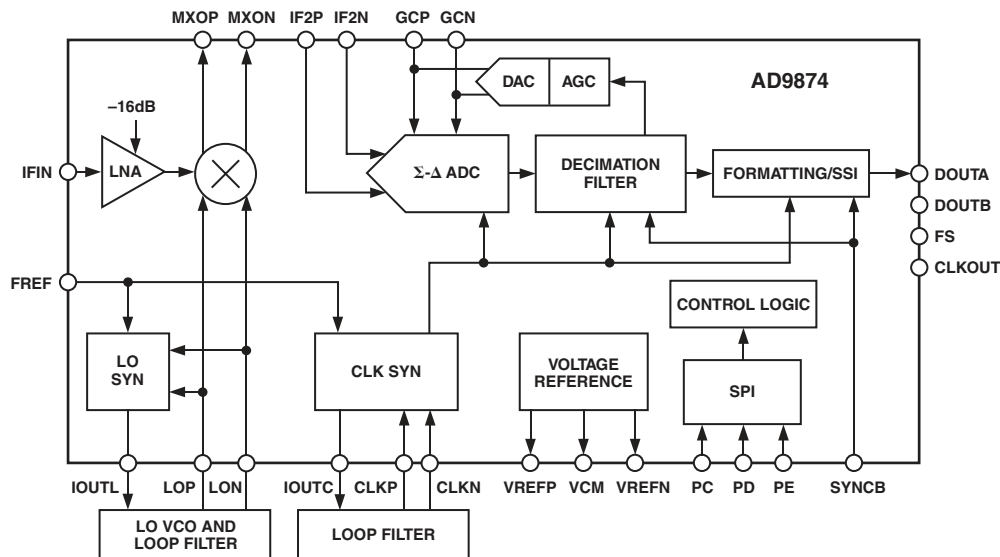 MXOP MXON IF2P IF2N GCP GCN
DAC AGC
AD9874
–16dB
IFIN
LNA
Σ-Δ ADC
DECIMATION
FILTER
FORMATTING/SSI
DOUTA
DOUTB
FS
CLKOUT
FREF
CONTROL LOGIC
LO
SYN
CLK SYN
VOLTAGE
REFERENCE
SPI
IOUTL LOP LON IOUTC CLKP CLKN VREFP VCM VREFN PC PD PE SYNCB
LO VCO AND
LOOP FILTER
LOOP FILTER